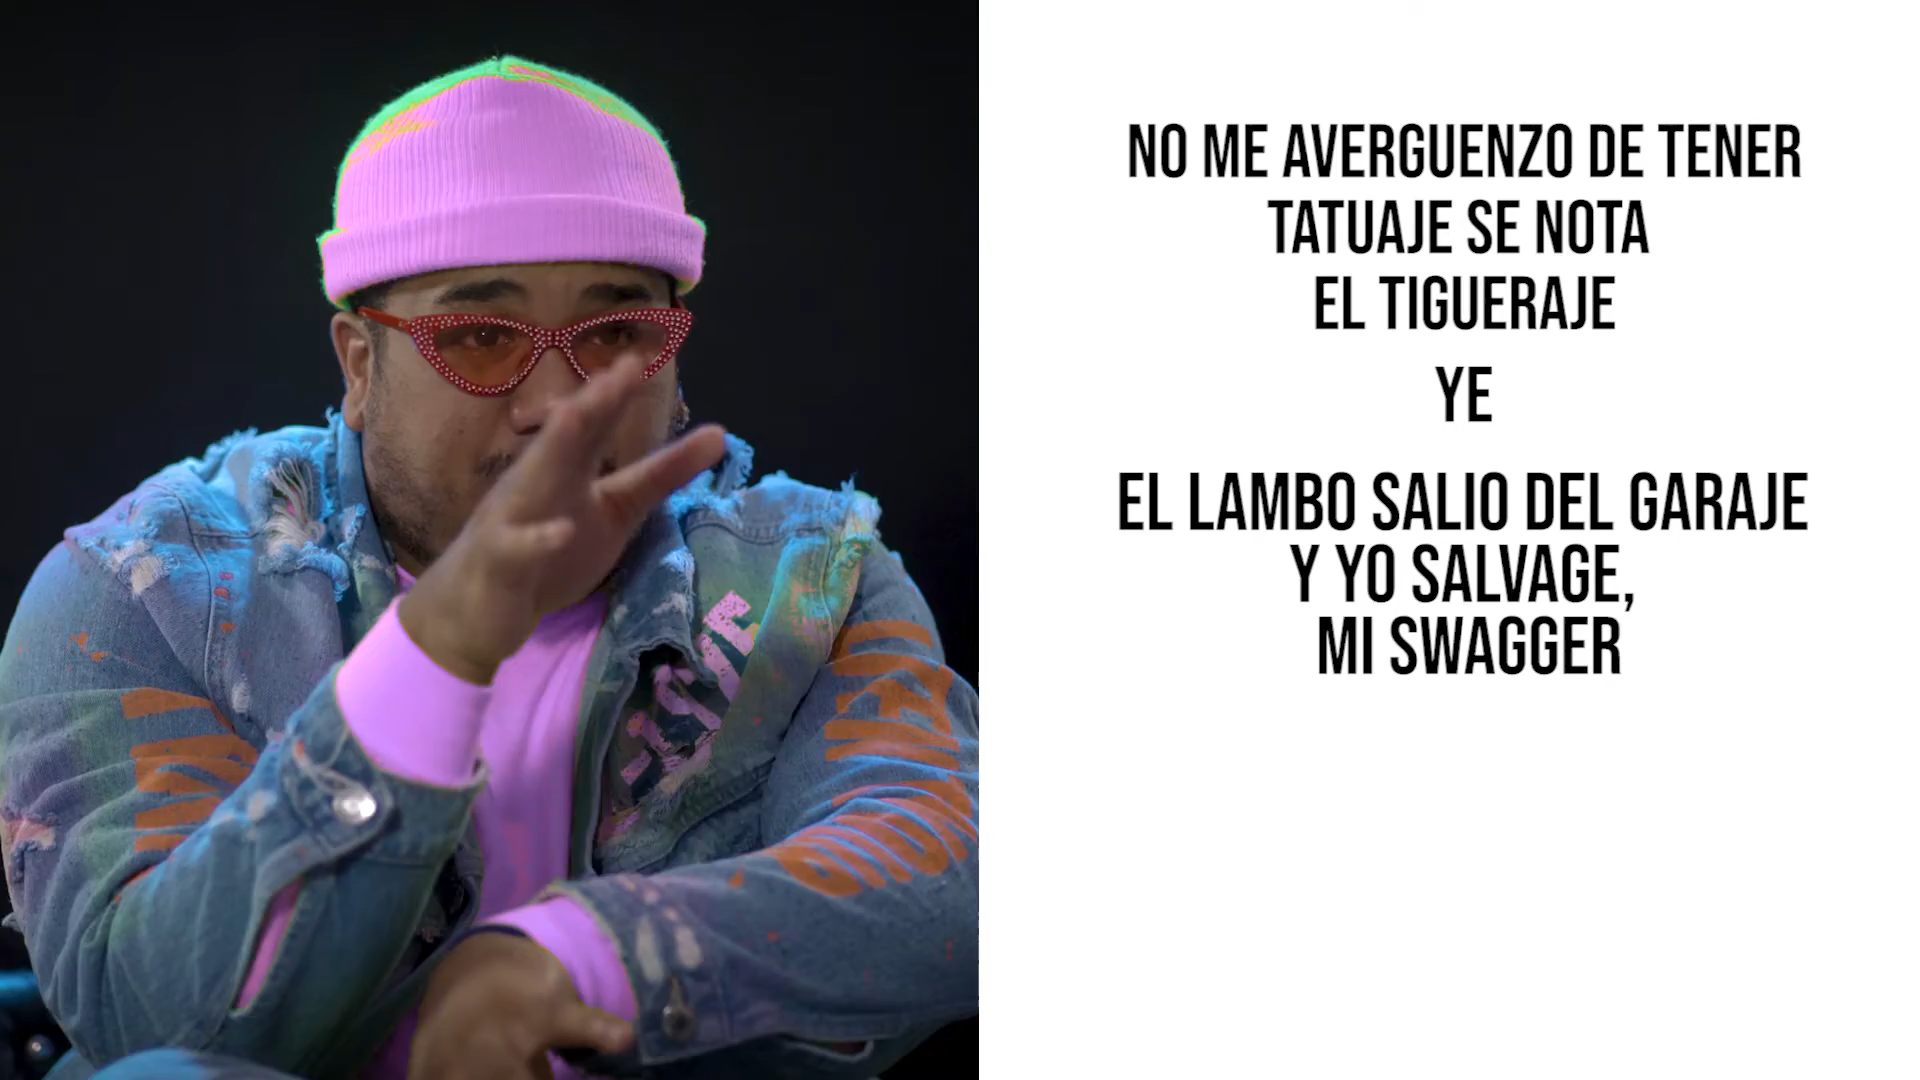 NO ME AVERGUENZO DE TENER
TATUAJE SE NOTA
EL TIGUERAJE
YE
EL LAMBO SALIO DEL GARAJE
Y YO SALVAGE,
MI SWAGGER